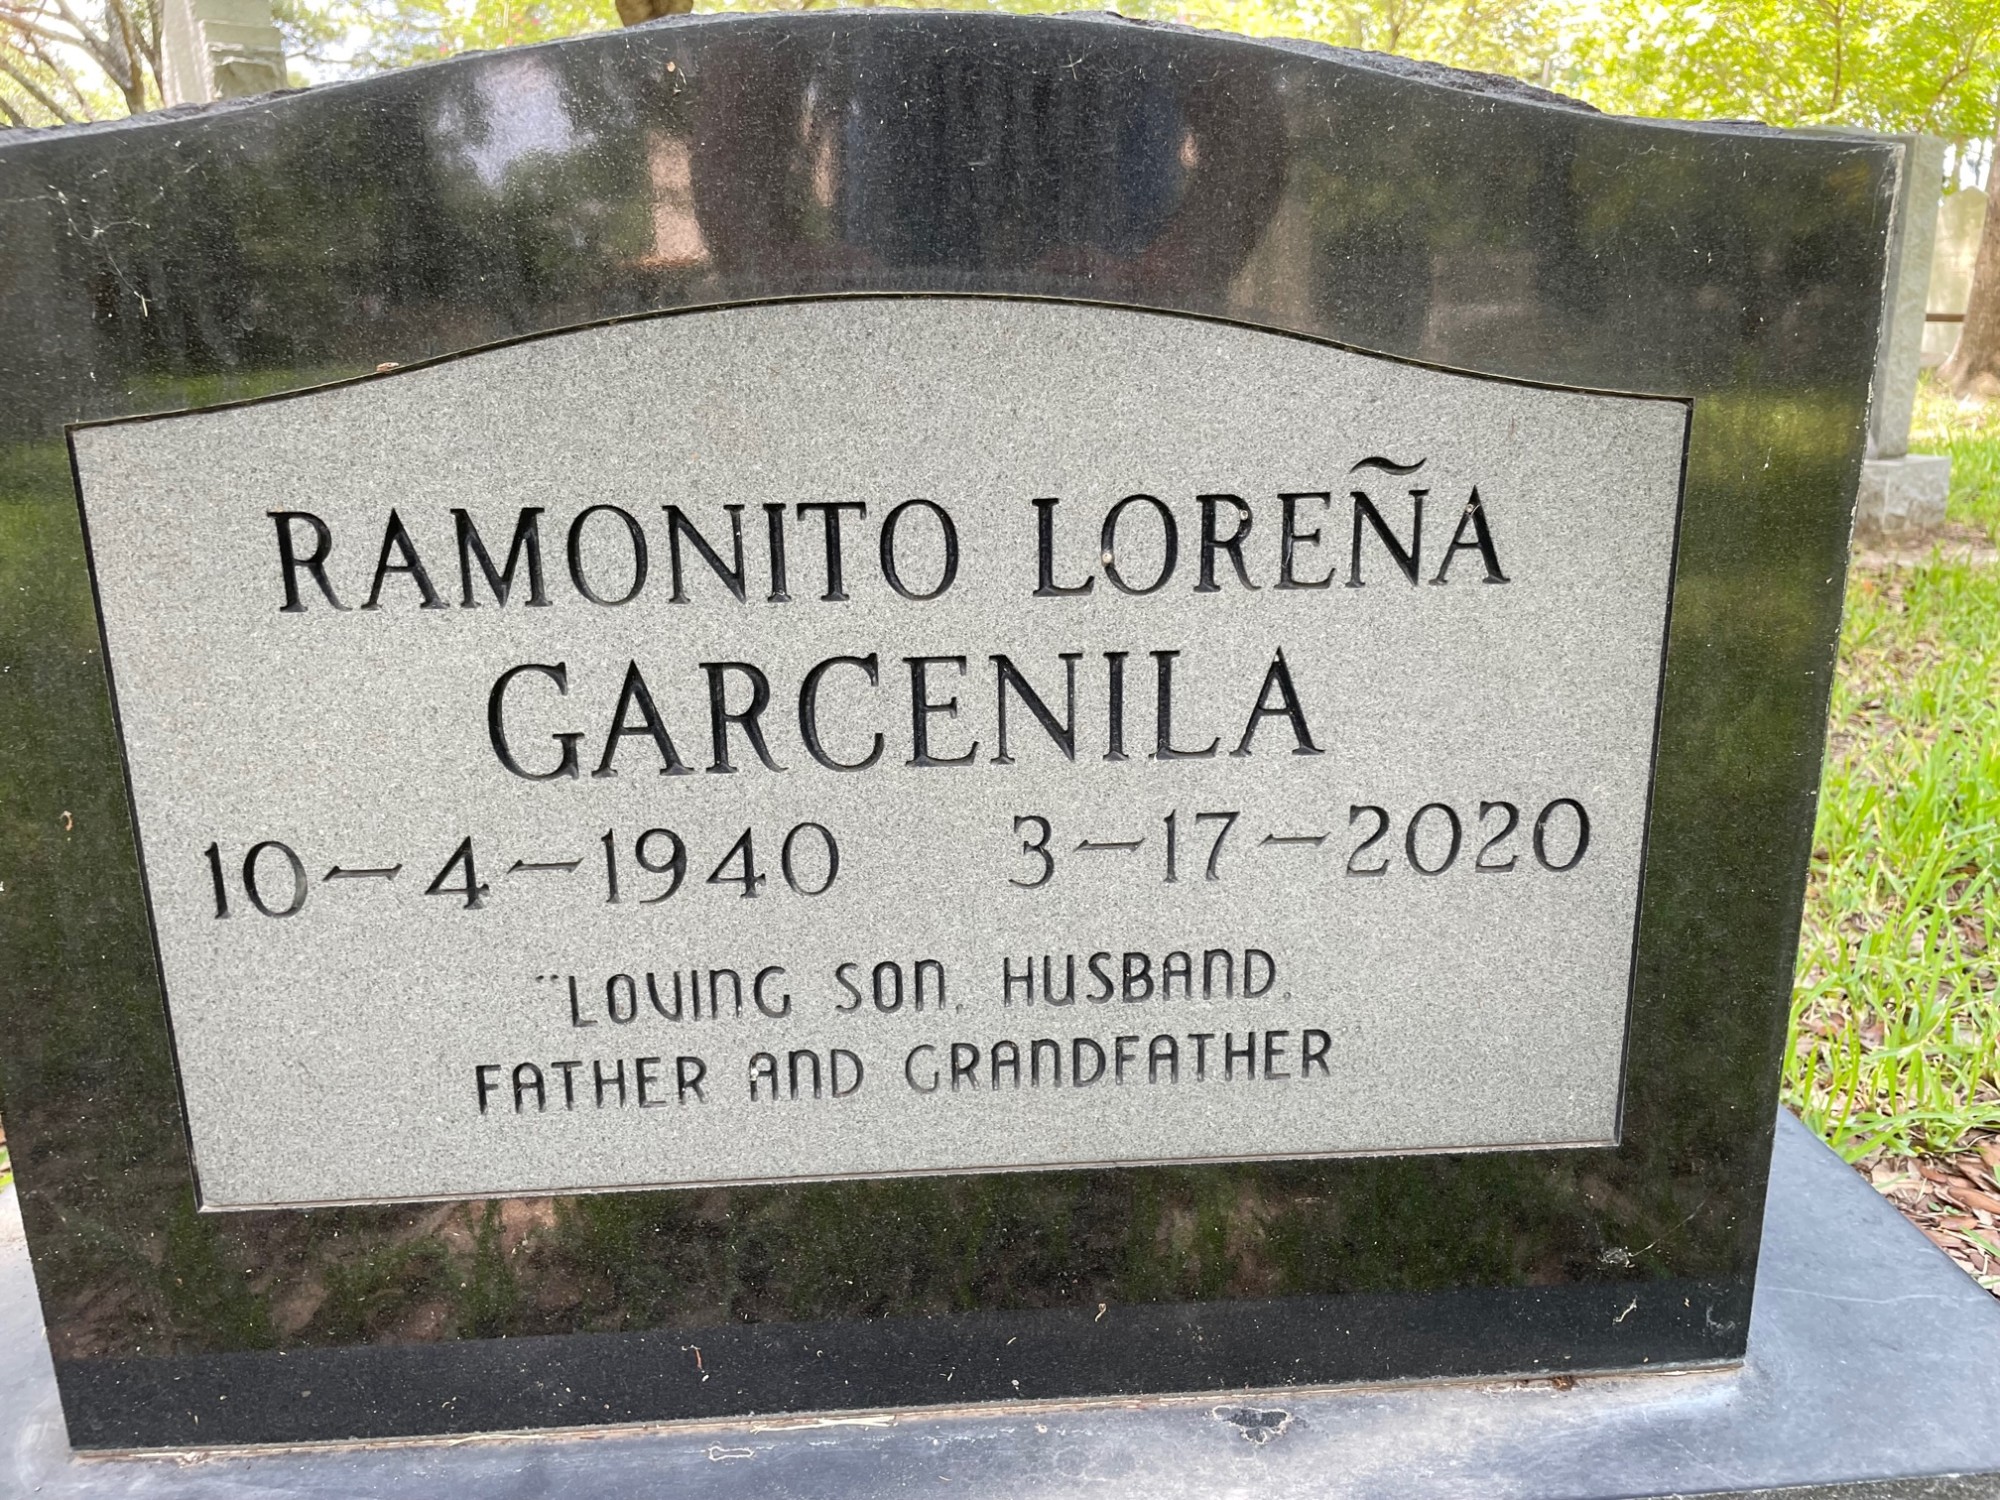 RAMONITO LOREÑA
GARCENILA
10-4-1940 3-17-2020
"LOVING SON, HUSBAND,
FATHER AND GRANDFATHER"